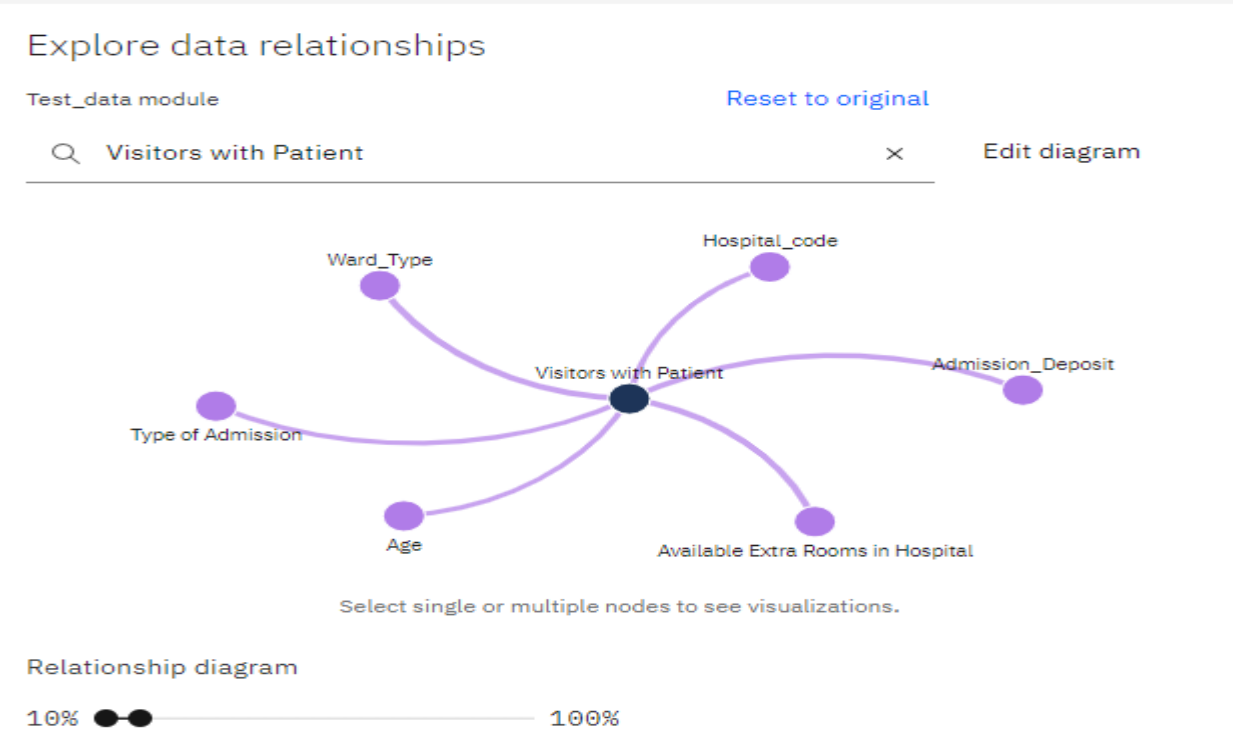 Explore data relationships
Test_data module
Reset to original
Visitors with Patient
Edit diagram
Hospital_code
Ward_Type
Admission_Deposit
Visitors with Patient
Type of Admission
Age
Available Extra Rooms in Hospital
Select single or multiple nodes to see visualizations.
Relationship diagram
10% 100%